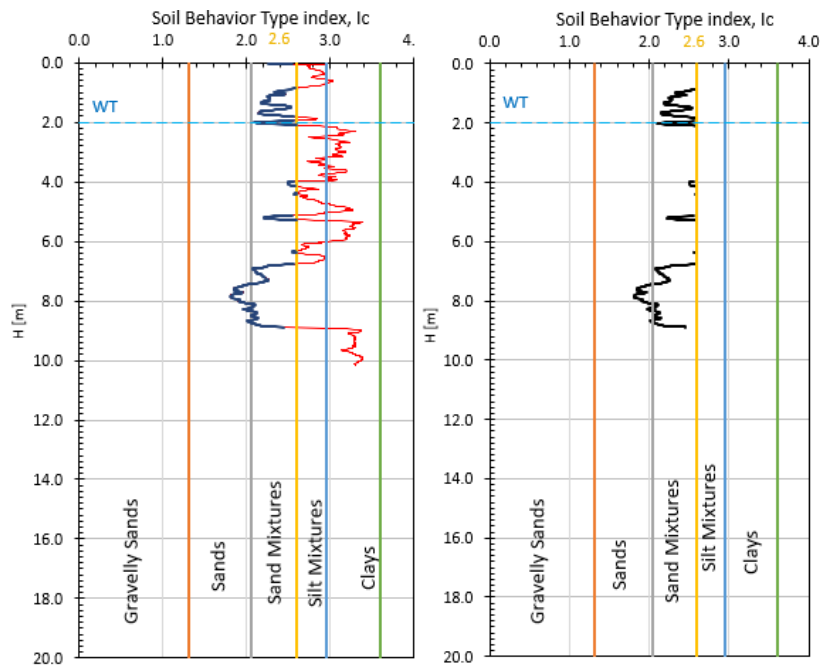 Soil Behavior Type index, Ic
0.0 1.0 2.0 2.6 3.0 4.
0.0
2.0
4.0
6.0
8.0
10.0
12.0
14.0
16.0
18.0
20.0
H [m]
WT
Gravelly Sands
Sands
Sand Mixtures
Silt Mixtures
Clays
Soil Behavior Type index, Ic
0.0 1.0 2.0 2.6 3.0 4.0
0.0
2.0
4.0
6.0
8.0
10.0
12.0
14.0
16.0
18.0
20.0
H [m]
WT
Gravelly Sands
Sands
Sand Mixtures
Silt Mixtures
Clays